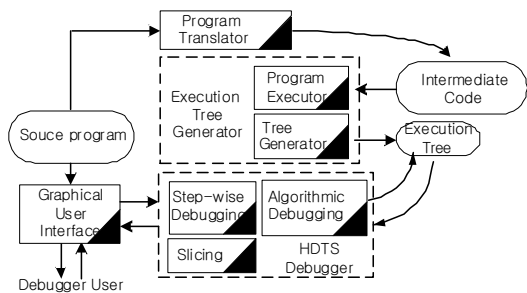 Program
Translator
Execution
Tree
Generator
Program
Executor
Intermediate
Code
Tree
Generator
Execution
Tree
Souce program
Graphical
User
Interface
Step-wise
Debugging
Algorithmic
Debugging
Slicing
HDTS
Debugger
Debugger User